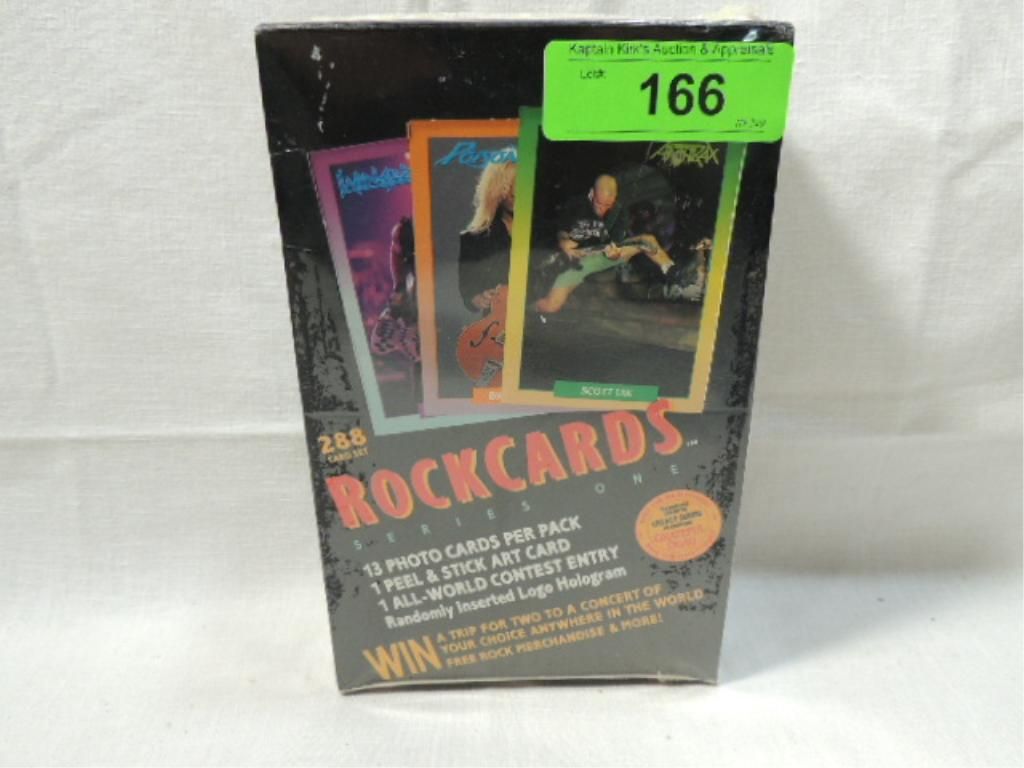 Kaptain Kirk's Auction & Appraisals
Lot#:
166
Poison
ANTHRAX
SCOTT IAN
288
CARD SET
ROCKCARDS™
SERIES ONE
13 PHOTO CARDS PER PACK
1 PEEL & STICK ART CARD
1 ALL-WORLD CONTEST ENTRY
Randomly Inserted Logo Hologram
WIN A TRIP FOR TWO TO A CONCERT OF
YOUR CHOICE ANYWHERE IN THE WORLD
FREE ROCK MERCHANDISE & MORE!